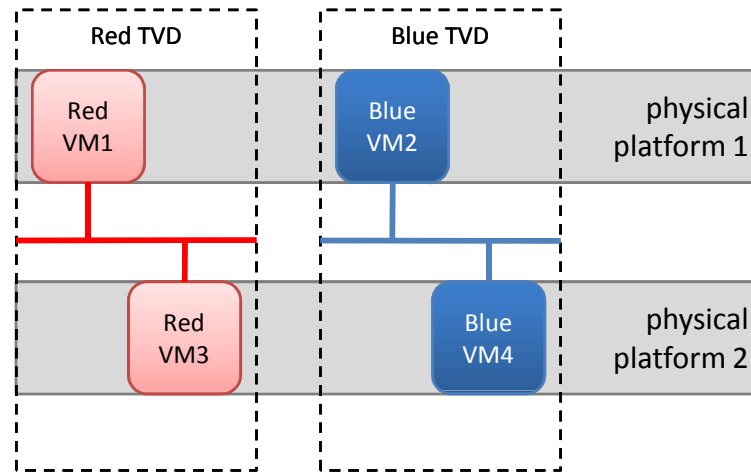 Red TVD
Blue TVD
Red
VM1
Blue
VM2
physical
platform 1
Red
VM3
Blue
VM4
physical
platform 2